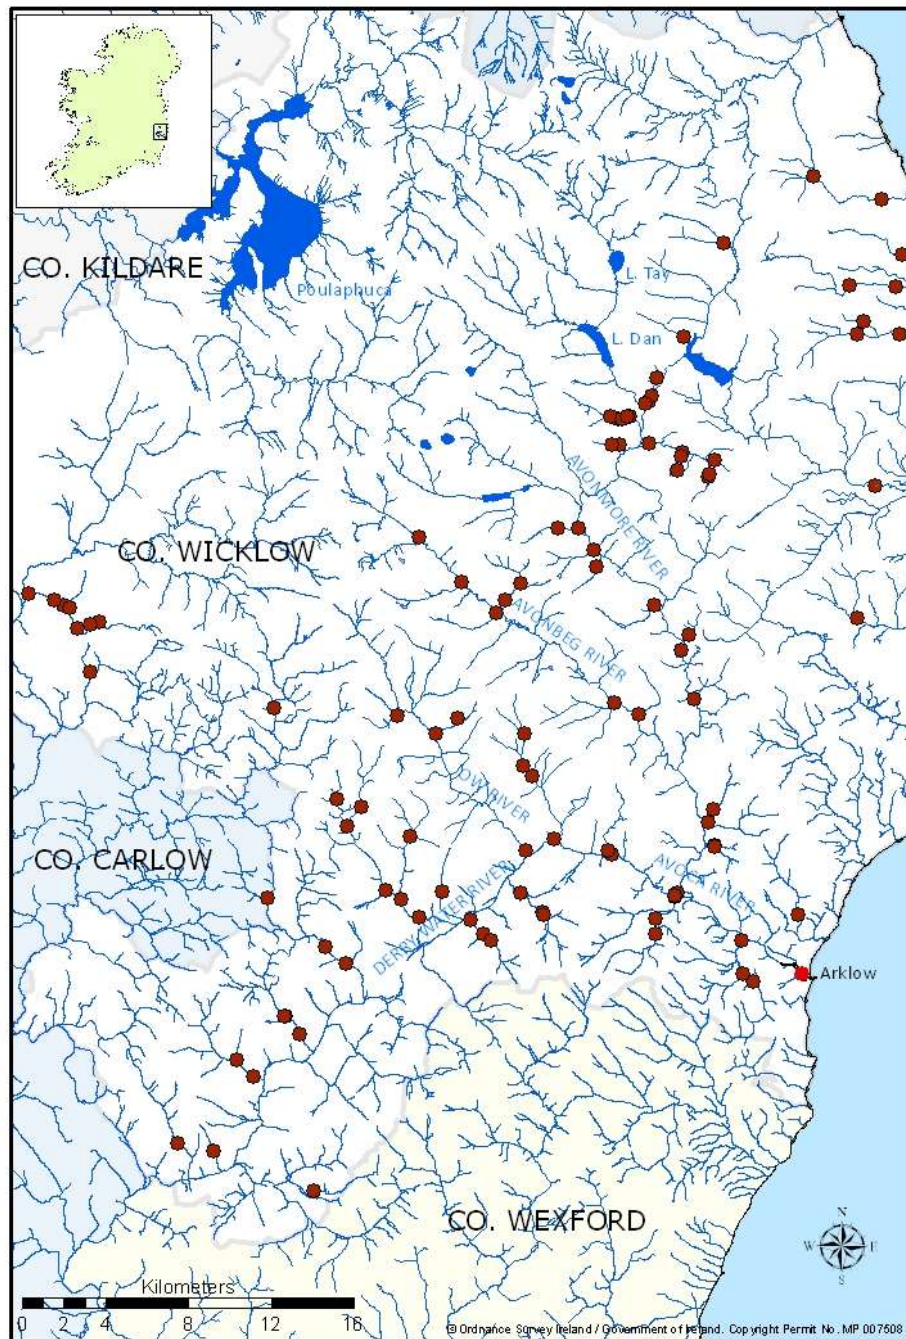 CO. KILDARE
Poulaphuca
L. Tay
L. Dan
AVONMORE RIVER
CO. WICKLOW
AVONBEG RIVER
OW RIVER
CO. CARLOW
AVOCA RIVER
DERRY WATER RIVER
Arklow
CO. WEXFORD
N
W E
S
Kilometers
0 2 4 8 12 16
© Ordnance Survey Ireland / Government of Ireland. Copyright Permit No. MP 007508